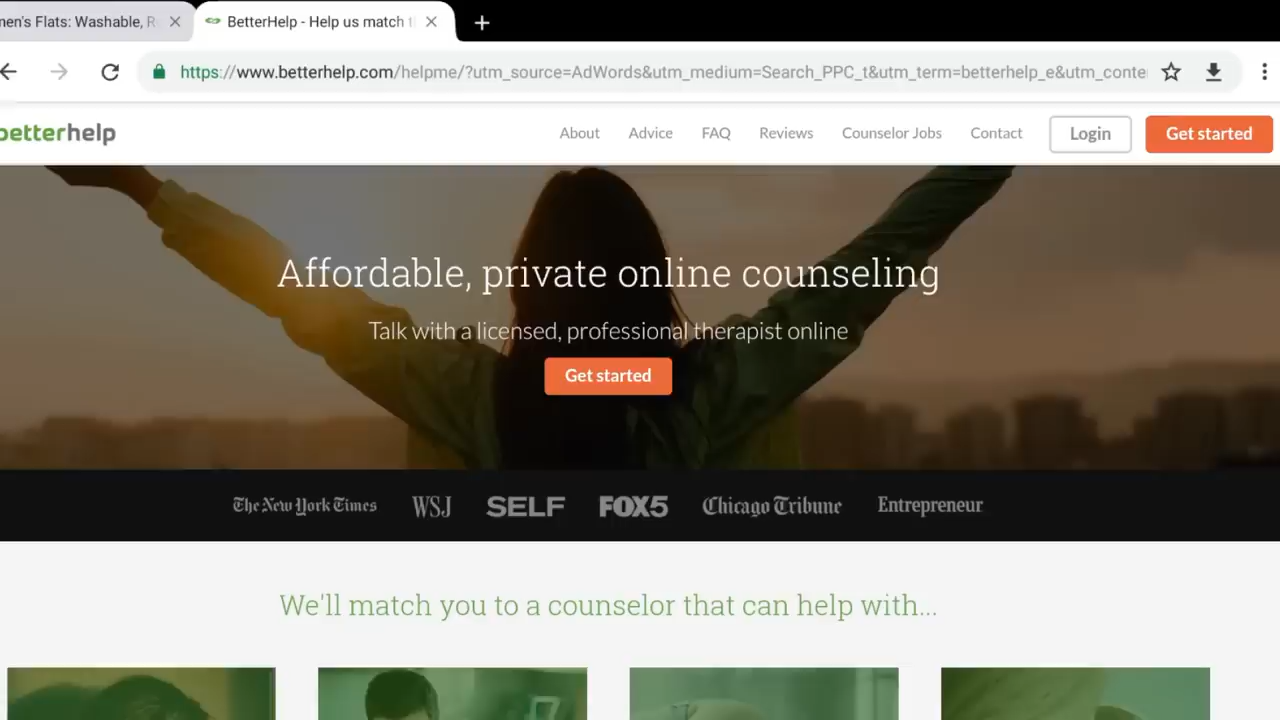 nen's Flats: Washable, R
BetterHelp - Help us match t
https://www.betterhelp.com/helpme/?utm_source=AdWords&utm_medium=Search_PPC_t&utm_term=betterhelp_e&utm_conte
betterhelp
About Advice FAQ Reviews Counselor Jobs Contact Login Get started
Affordable, private online counseling
Talk with a licensed, professional therapist online
Get started
The New York Times WSJ SELF FOX5 Chicago Tribune Entrepreneur
We'll match you to a counselor that can help with...